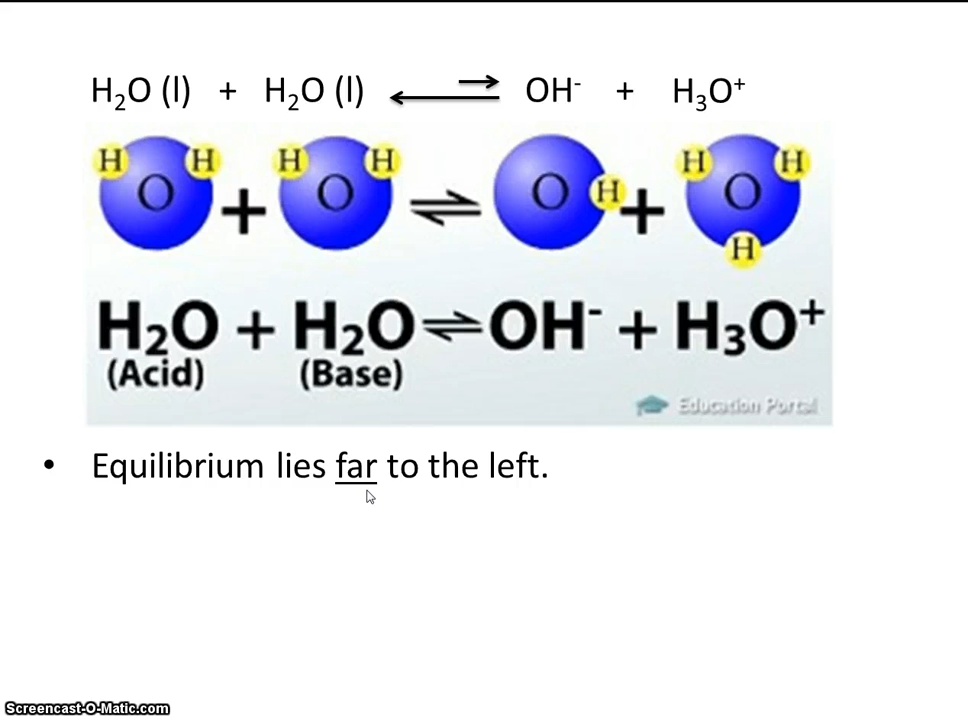 H₂O (l) + H₂O (l) OH⁻ + H₃O⁺
H H H H H H
O + O ⇌ O H + O
H
H₂O + H₂O ⇌ OH⁻ + H₃O⁺
(Acid) (Base)
Education Portal
• Equilibrium lies far to the left.
Screencast-O-Matic.com